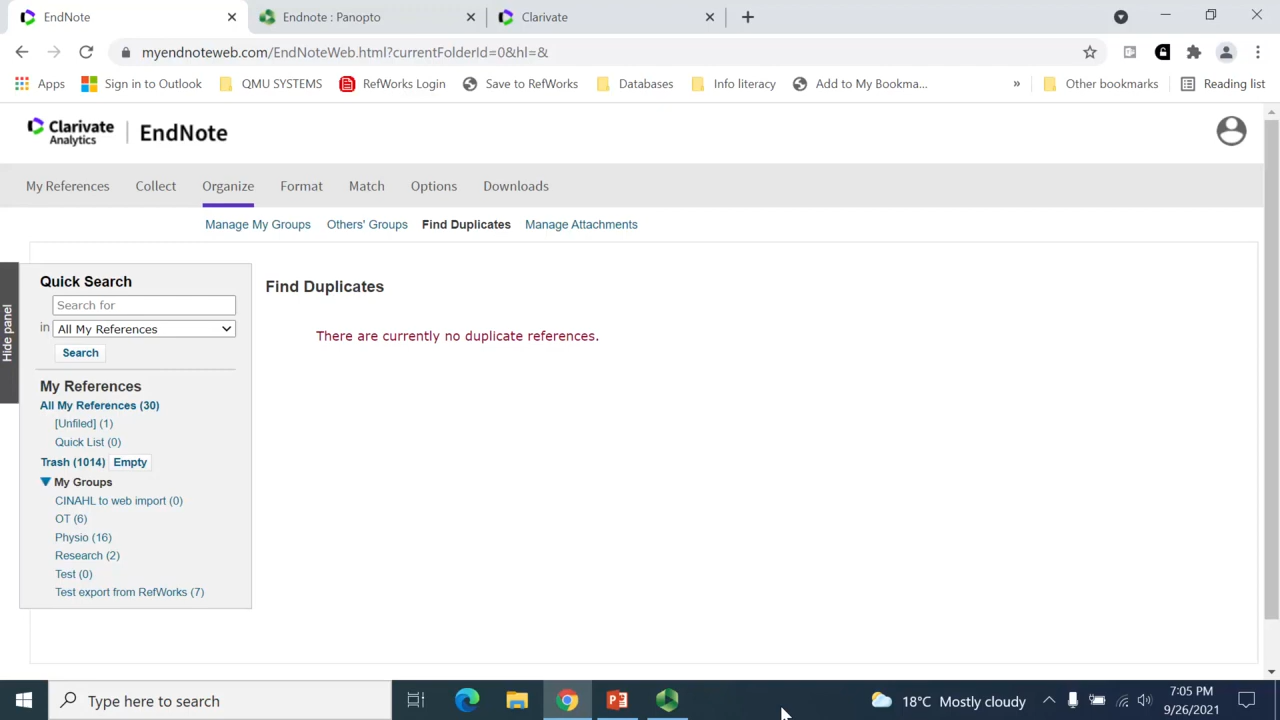 EndNote
Endnote : Panopto
Clarivate
myendnoteweb.com/EndNoteWeb.html?currentFolderId=0&hl=&
Apps
Sign in to Outlook
QMU SYSTEMS
RefWorks Login
Save to RefWorks
Databases
Info literacy
Add to My Bookma...
»
Other bookmarks
Reading list
Clarivate Analytics
EndNote
My References
Collect
Organize
Format
Match
Options
Downloads
Manage My Groups
Others' Groups
Find Duplicates
Manage Attachments
Hide panel
Quick Search
Search for
in All My References
Search
My References
All My References (30)
[Unfiled] (1)
Quick List (0)
Trash (1014) Empty
My Groups
CINAHL to web import (0)
OT (6)
Physio (16)
Research (2)
Test (0)
Test export from RefWorks (7)
Find Duplicates
There are currently no duplicate references.
Type here to search
18°C Mostly cloudy
7:05 PM
9/26/2021